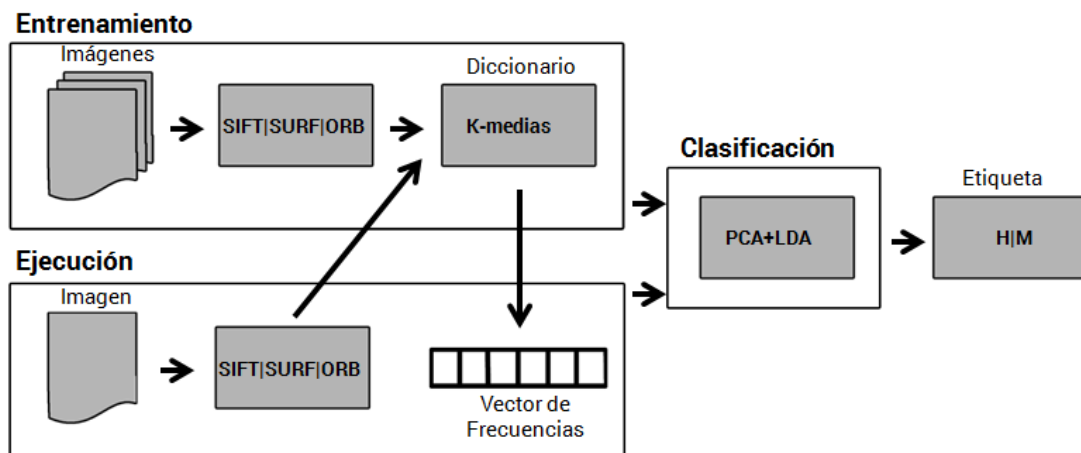 Entrenamiento
Imágenes
SIFT|SURF|ORB
Diccionario
K-medias
Clasificación
PCA+LDA
Etiqueta
H|M
Ejecución
Imagen
SIFT|SURF|ORB
Vector de
Frecuencias